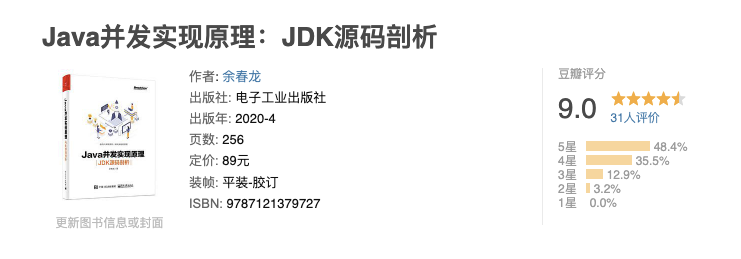 Java并发实现原理：JDK源码剖析
作者: 余春龙
出版社: 电子工业出版社
出版年: 2020-4
页数: 256
定价: 89元
装帧: 平装-胶订
ISBN: 9787121379727
Java并发实现原理
JDK源码剖析
更新图书信息或封面
豆瓣评分
9.0
31人评价
5星 48.4%
4星 35.5%
3星 12.9%
2星 3.2%
1星 0.0%